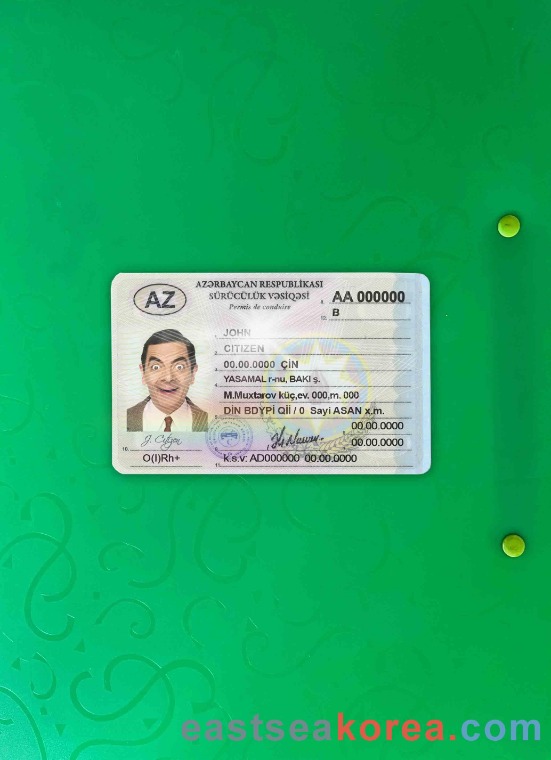 AZ
AZƏRBAYCAN RESPUBLİKASI
SÜRÜCÜLÜK VƏSİQƏSİ
Permis de conduire
AA 000000
B
JOHN
CITIZEN
00.00.0000 ÇİN
YASAMAL r-nu, BAKI ş.
M.Muxtarov küç,ev. 000,m. 000
DİN BDYPİ Qİİ / 0 Sayi ASAN x.m.
00.00.0000
J. Citizen
00.00.0000
10.
O(I)Rh+
k.s.v: AD000000 00.00.0000
11.
eastseakorea.com